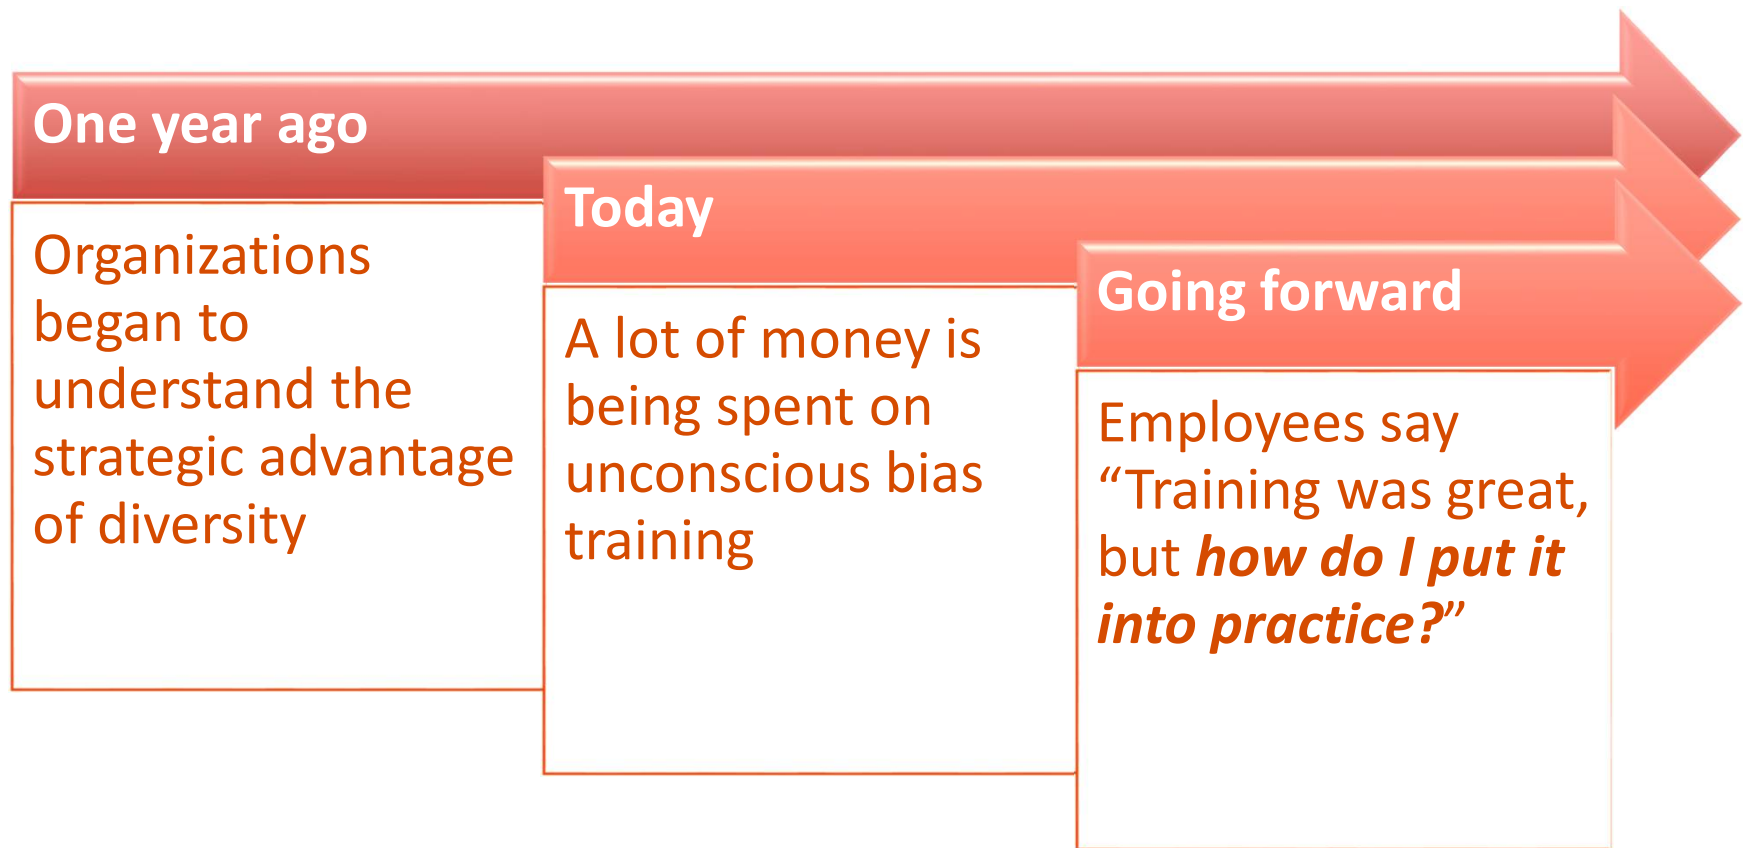 One year ago
Organizations
began to
understand the
strategic advantage
of diversity
Today
A lot of money is
being spent on
unconscious bias
training
Going forward
Employees say
“Training was great,
but how do I put it
into practice?”